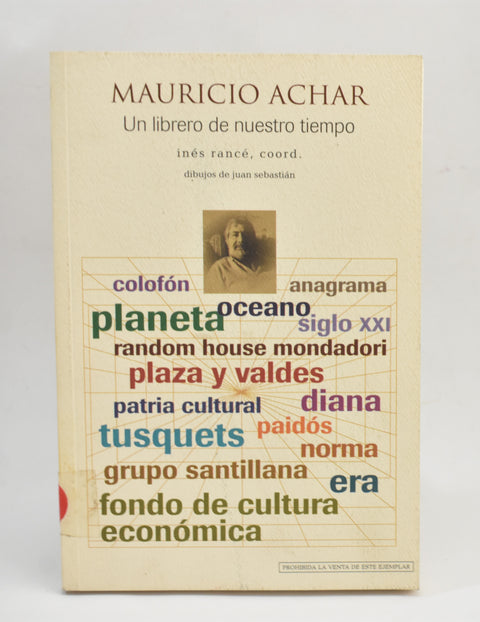 MAURICIO ACHAR
Un librero de nuestro tiempo
inés rancé, coord.
dibujos de juan sebastián
colofón
anagrama
oceano
planeta
siglo XXI
random house mondadori
plaza y valdes
patria cultural
diana
paidós
tusquets
norma
grupo santillana
era
fondo de cultura
económica
PROHIBIDA LA VENTA DE ESTE EJEMPLAR